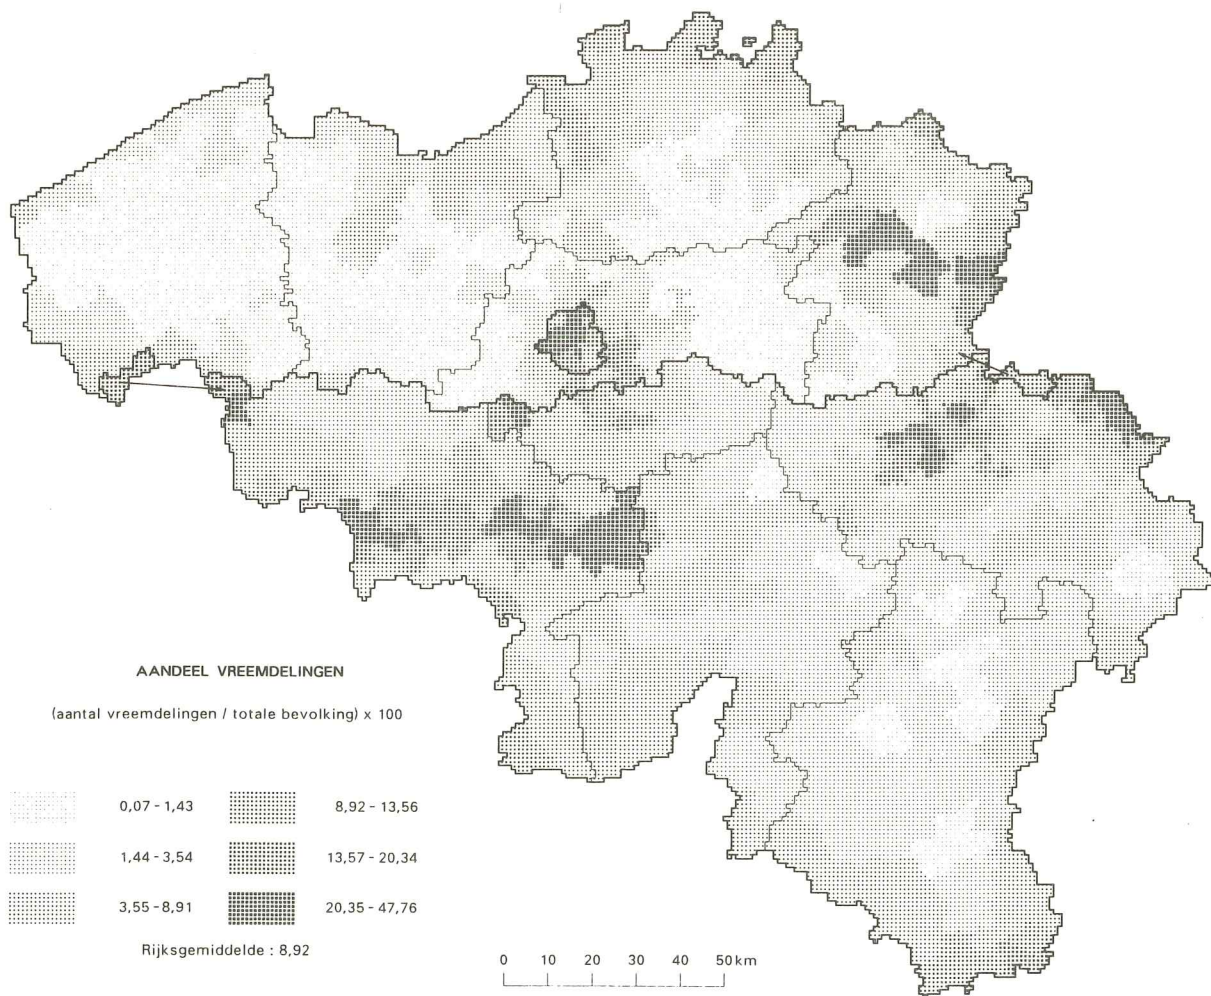 AANDEEL VREEMDELINGEN
(aantal vreemdelingen / totale bevolking) x 100
0,07 - 1,43
8,92 - 13,56
1,44 - 3,54
13,57 - 20,34
3,55 - 8,91
20,35 - 47,76
Rijksgemiddelde : 8,92
0 10 20 30 40 50 km